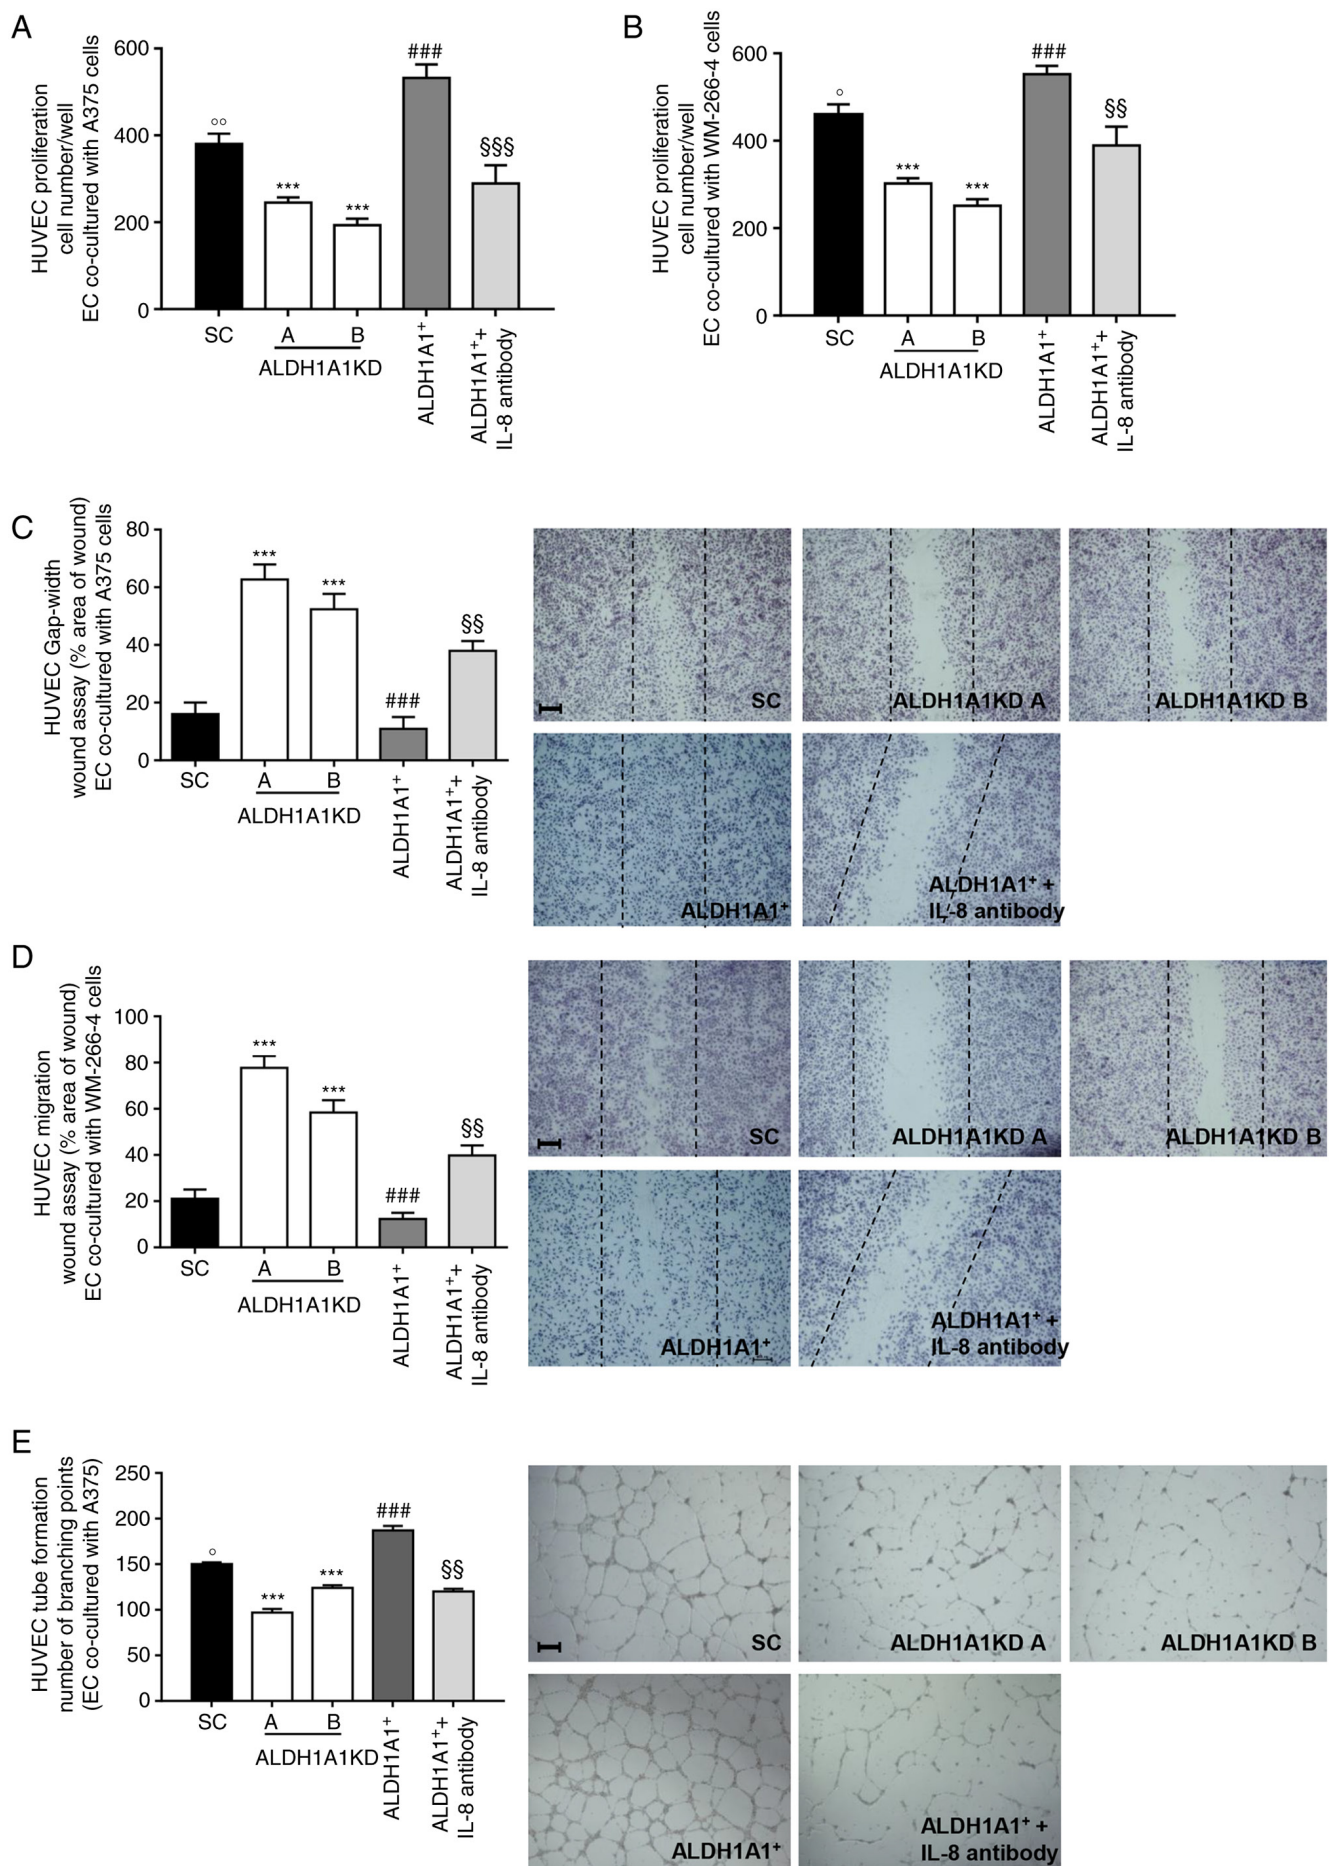 A
HUVEC proliferation
cell number/well
EC co-cultured with A375 cells
600
400
200
0
°°
***
***
###
§§§
SC
A
B
ALDH1A1KD
ALDH1A1⁺
ALDH1A1⁺+
IL-8 antibody
B
HUVEC proliferation
cell number/well
EC co-cultured with WM-266-4 cells
600
400
200
0
°
***
***
###
§§
SC
A
B
ALDH1A1KD
ALDH1A1⁺
ALDH1A1⁺+
IL-8 antibody
C
HUVEC Gap-width
wound assay (% area of wound)
EC co-cultured with A375 cells
80
60
40
20
0
***
***
###
§§
SC
A
B
ALDH1A1KD
ALDH1A1⁺
ALDH1A1⁺+
IL-8 antibody
SC
ALDH1A1KD A
ALDH1A1KD B
ALDH1A1⁺
ALDH1A1⁺ +
IL-8 antibody
D
HUVEC migration
wound assay (% area of wound)
EC co-cultured with WM-266-4 cells
100
80
60
40
20
0
***
***
###
§§
SC
A
B
ALDH1A1KD
ALDH1A1⁺
ALDH1A1⁺+
IL-8 antibody
SC
ALDH1A1KD A
ALDH1A1KD B
ALDH1A1⁺
ALDH1A1⁺ +
IL-8 antibody
E
HUVEC tube formation
number of branching points
(EC co-cultured with A375)
250
200
150
100
50
0
°
***
***
###
§§
SC
A
B
ALDH1A1KD
ALDH1A1⁺
ALDH1A1⁺+
IL-8 antibody
SC
ALDH1A1KD A
ALDH1A1KD B
ALDH1A1⁺
ALDH1A1⁺ +
IL-8 antibody